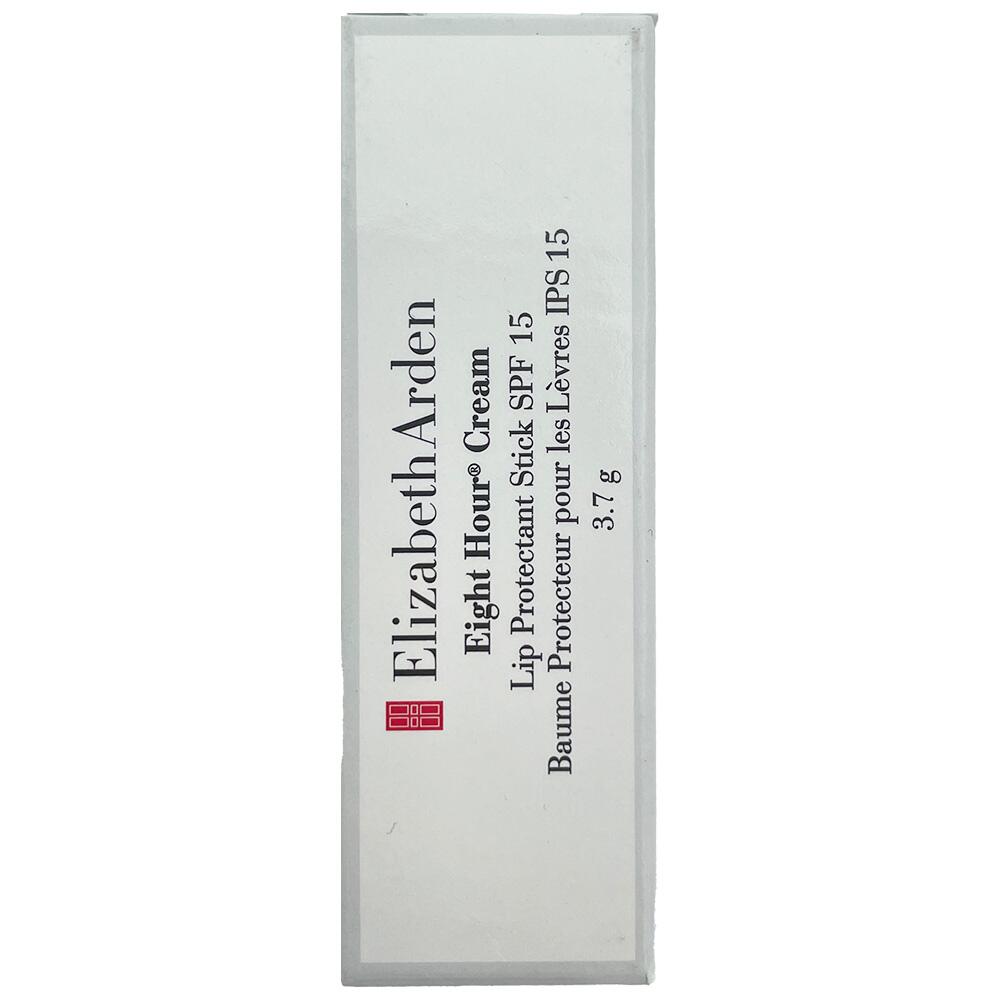 ElizabethArden
Eight Hour® Cream
Lip Protectant Stick SPF 15
Baume Protecteur pour les Lèvres IPS 15
3.7 g